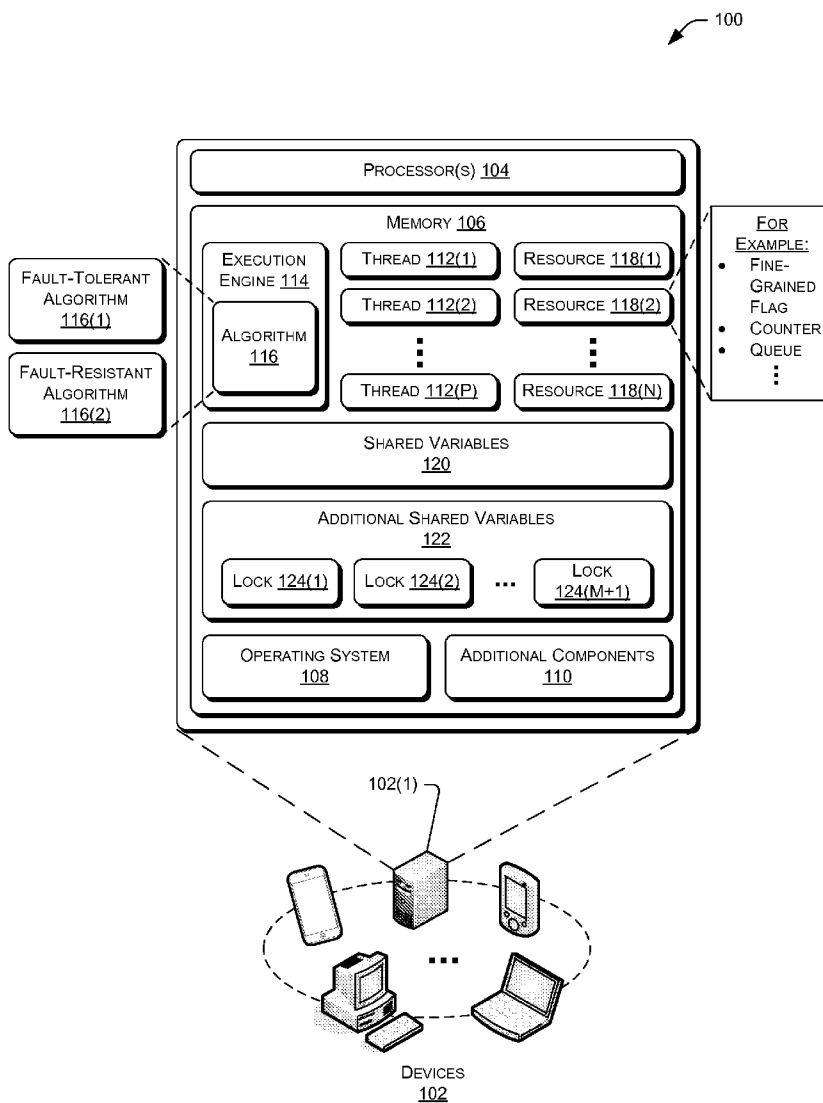 100
PROCESSOR(S) 104
MEMORY 106
EXECUTION
ENGINE 114
ALGORITHM
116
THREAD 112(1)
THREAD 112(2)
THREAD 112(P)
RESOURCE 118(1)
RESOURCE 118(2)
RESOURCE 118(N)
FOR
EXAMPLE:
• FINE-
GRAINED
FLAG
• COUNTER
• QUEUE
FAULT-TOLERANT
ALGORITHM
116(1)
FAULT-RESISTANT
ALGORITHM
116(2)
SHARED VARIABLES
120
ADDITIONAL SHARED VARIABLES
122
LOCK 124(1)
LOCK 124(2)
...
LOCK
124(M+1)
OPERATING SYSTEM
108
ADDITIONAL COMPONENTS
110
102(1)
...
DEVICES
102